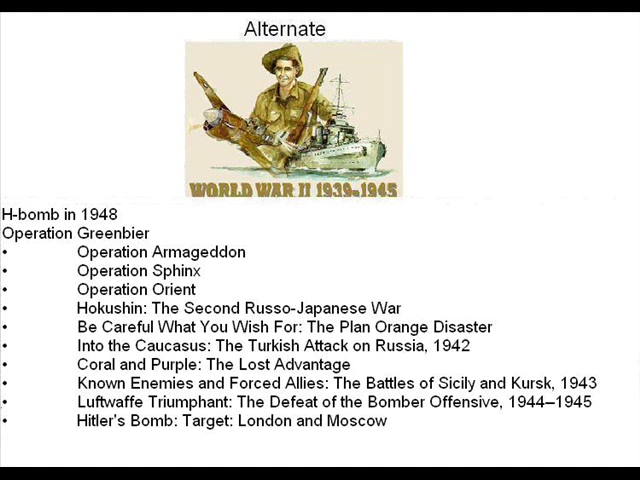 Alternate
WORLD WAR II 1939-1945
H-bomb in 1948
Operation Greenbier
• Operation Armageddon
• Operation Sphinx
• Operation Orient
• Hokushin: The Second Russo-Japanese War
• Be Careful What You Wish For: The Plan Orange Disaster
• Into the Caucasus: The Turkish Attack on Russia, 1942
• Coral and Purple: The Lost Advantage
• Known Enemies and Forced Allies: The Battles of Sicily and Kursk, 1943
• Luftwaffe Triumphant: The Defeat of the Bomber Offensive, 1944–1945
• Hitler's Bomb: Target: London and Moscow